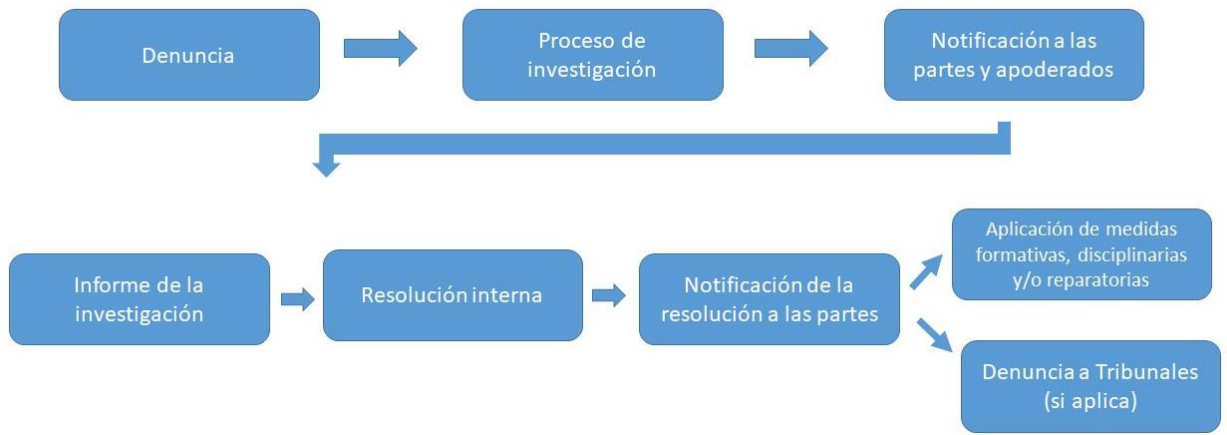 Denuncia
Proceso de
investigación
Notificación a las
partes y apoderados
Informe de la
investigación
Resolución interna
Notificación de la
resolución a las partes
Aplicación de medidas
formativas, disciplinarias
y/o reparatorias
Denuncia a Tribunales
(si aplica)